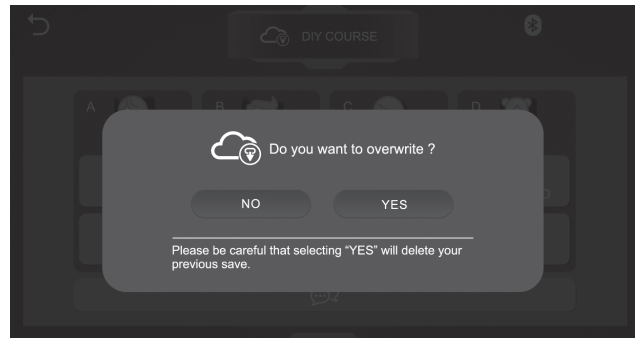 DIY COURSE
A B C D
Do you want to overwrite ?
NO YES
Please be careful that selecting “YES” will delete your
previous save.